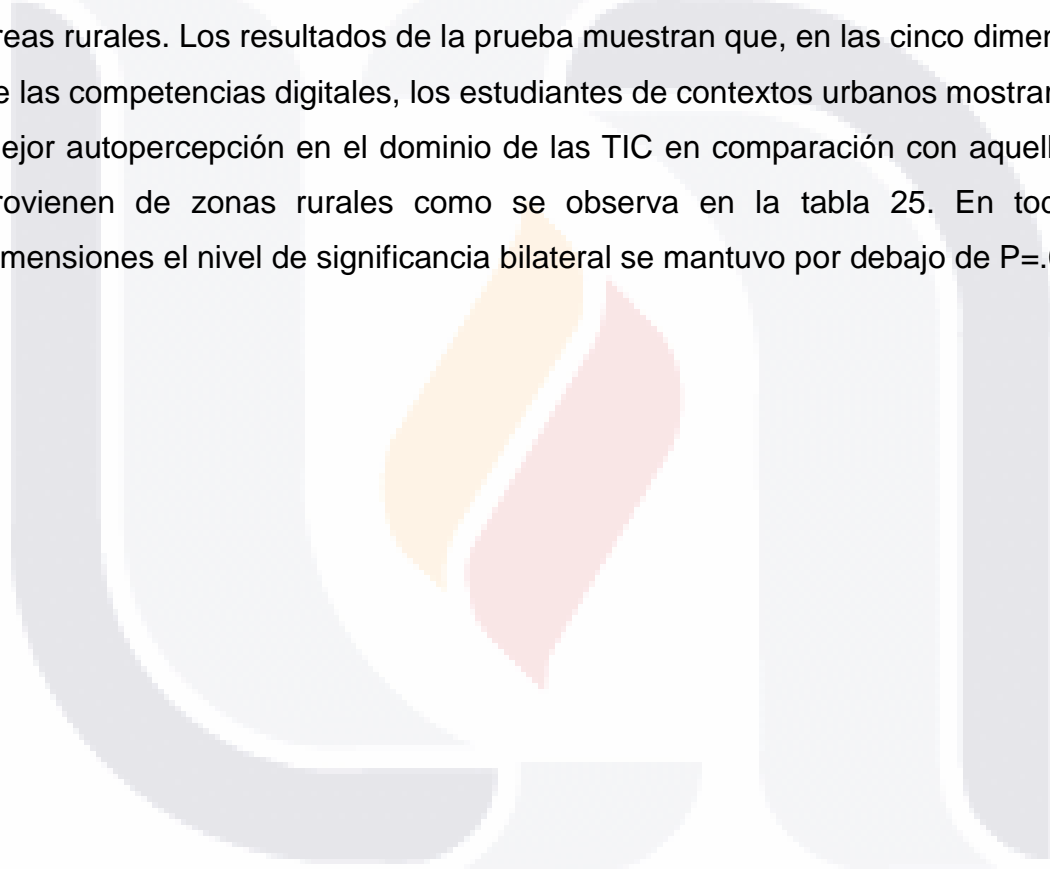 reas rurales. Los resultados de la prueba muestran que, en las cinco dimen
e las competencias digitales, los estudiantes de contextos urbanos mostrar
ejor autopercepción en el dominio de las TIC en comparación con aquell
rovienen de zonas rurales como se observa en la tabla 25. En toc
mensiones el nivel de significancia bilateral se mantuvo por debajo de P=.